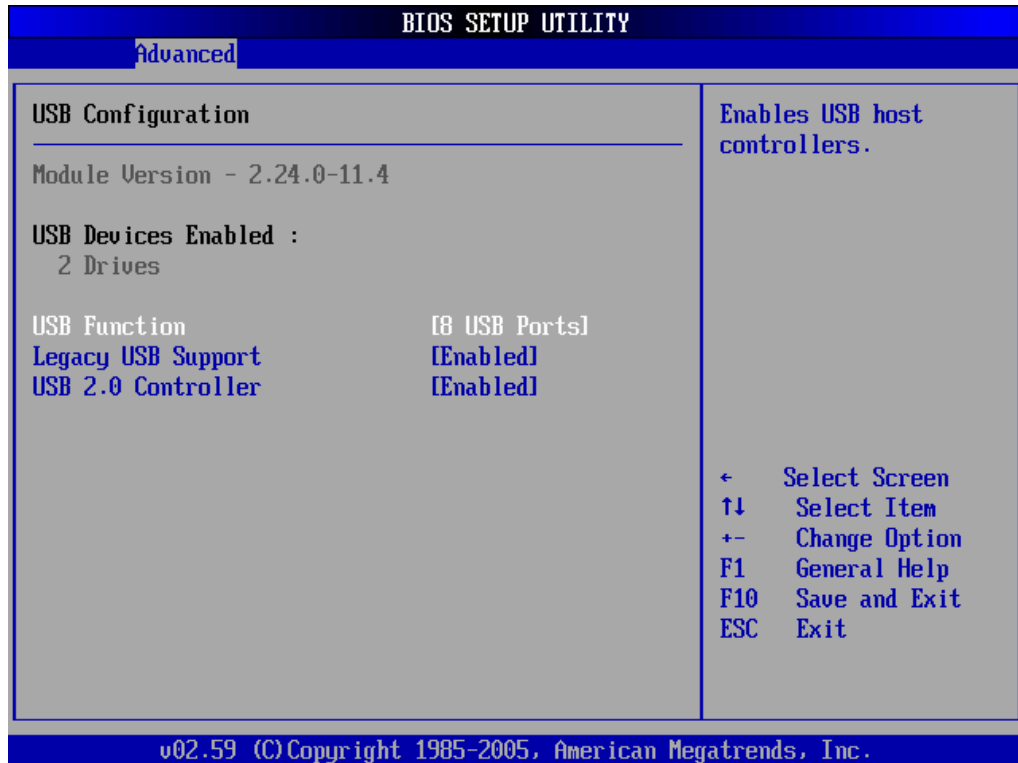 BIOS SETUP UTILITY
Advanced
USB Configuration
Module Version - 2.24.0-11.4
USB Devices Enabled :
2 Drives
USB Function [8 USB Ports]
Legacy USB Support [Enabled]
USB 2.0 Controller [Enabled]
Enables USB host
controllers.
← Select Screen
↑↓ Select Item
+- Change Option
F1 General Help
F10 Save and Exit
ESC Exit
v02.59 (C)Copyright 1985-2005, American Megatrends, Inc.